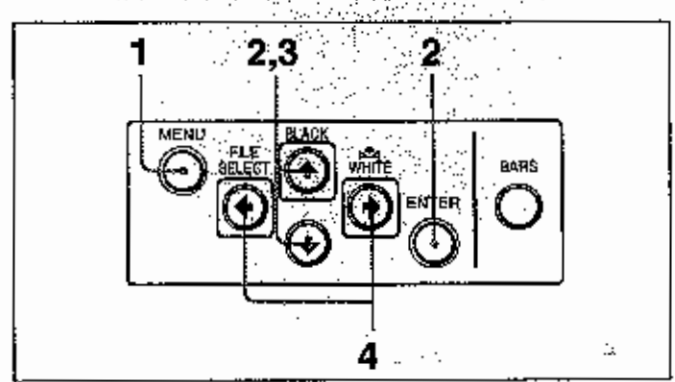 1 2,3 2
MENU
BLACK
FILE
SELECT
WHITE
BARS
ENTER
4